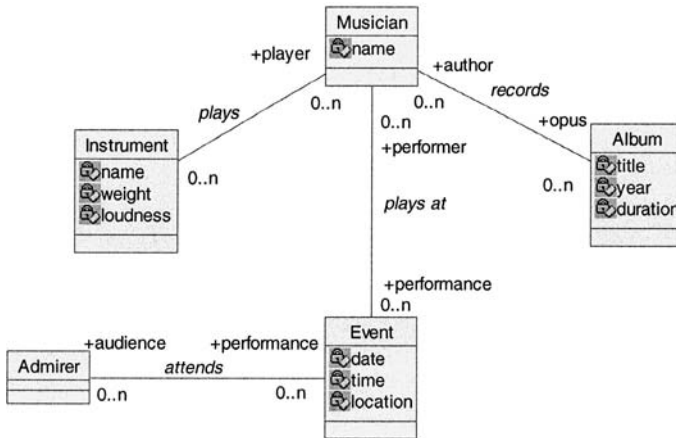 Musician
name
+player
+author
plays
0..n
0..n
0..n
records
+performer
+opus
Instrument
name
weight
loudness
0..n
Album
title
year
duration
0..n
plays at
+performance
0..n
Event
date
time
location
+audience
+performance
Admirer
attends
0..n
0..n